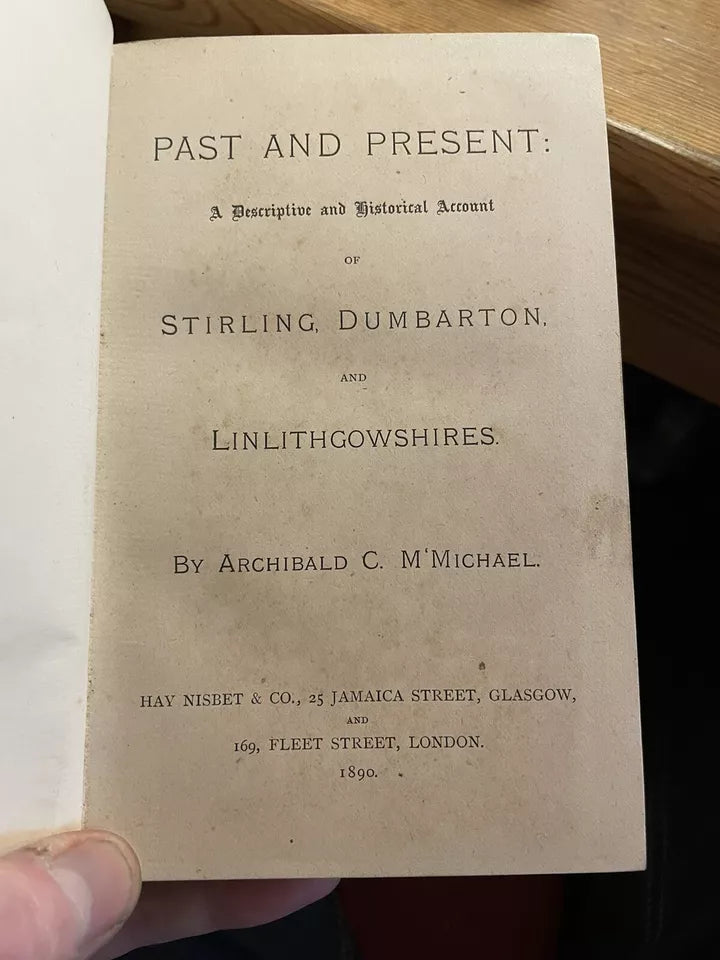 PAST AND PRESENT:
A Descriptive and Historical Account
OF
STIRLING, DUMBARTON,
AND
LINLITHGOWSHIRES.
BY ARCHIBALD C. M‘MICHAEL.
HAY NISBET & CO., 25 JAMAICA STREET, GLASGOW,
AND
169, FLEET STREET, LONDON.
1890.